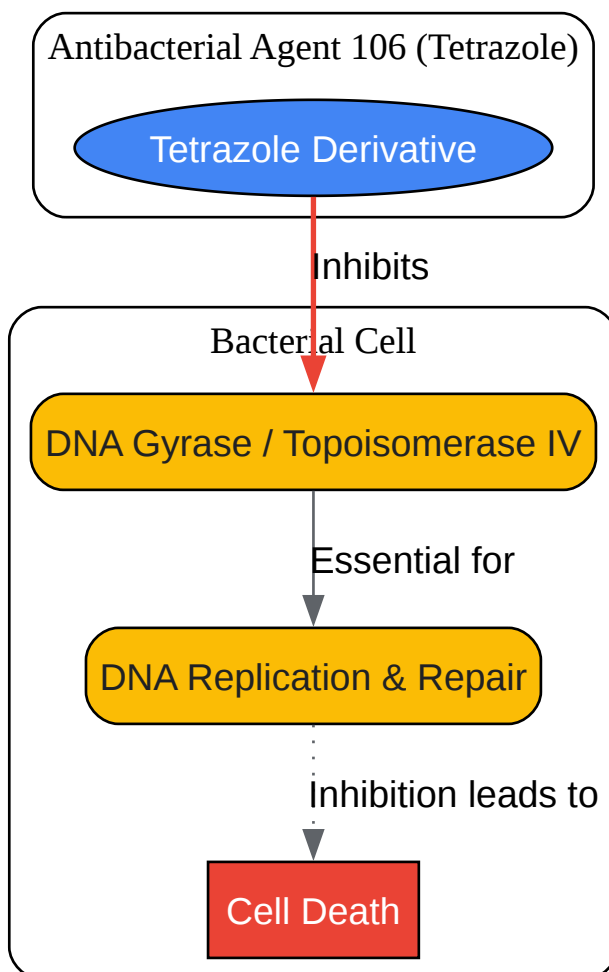 Antibacterial Agent 106 (Tetrazole)
Tetrazole Derivative
Inhibits
Bacterial Cell
DNA Gyrase / Topoisomerase IV
Essential for
DNA Replication & Repair
Inhibition leads to
Cell Death